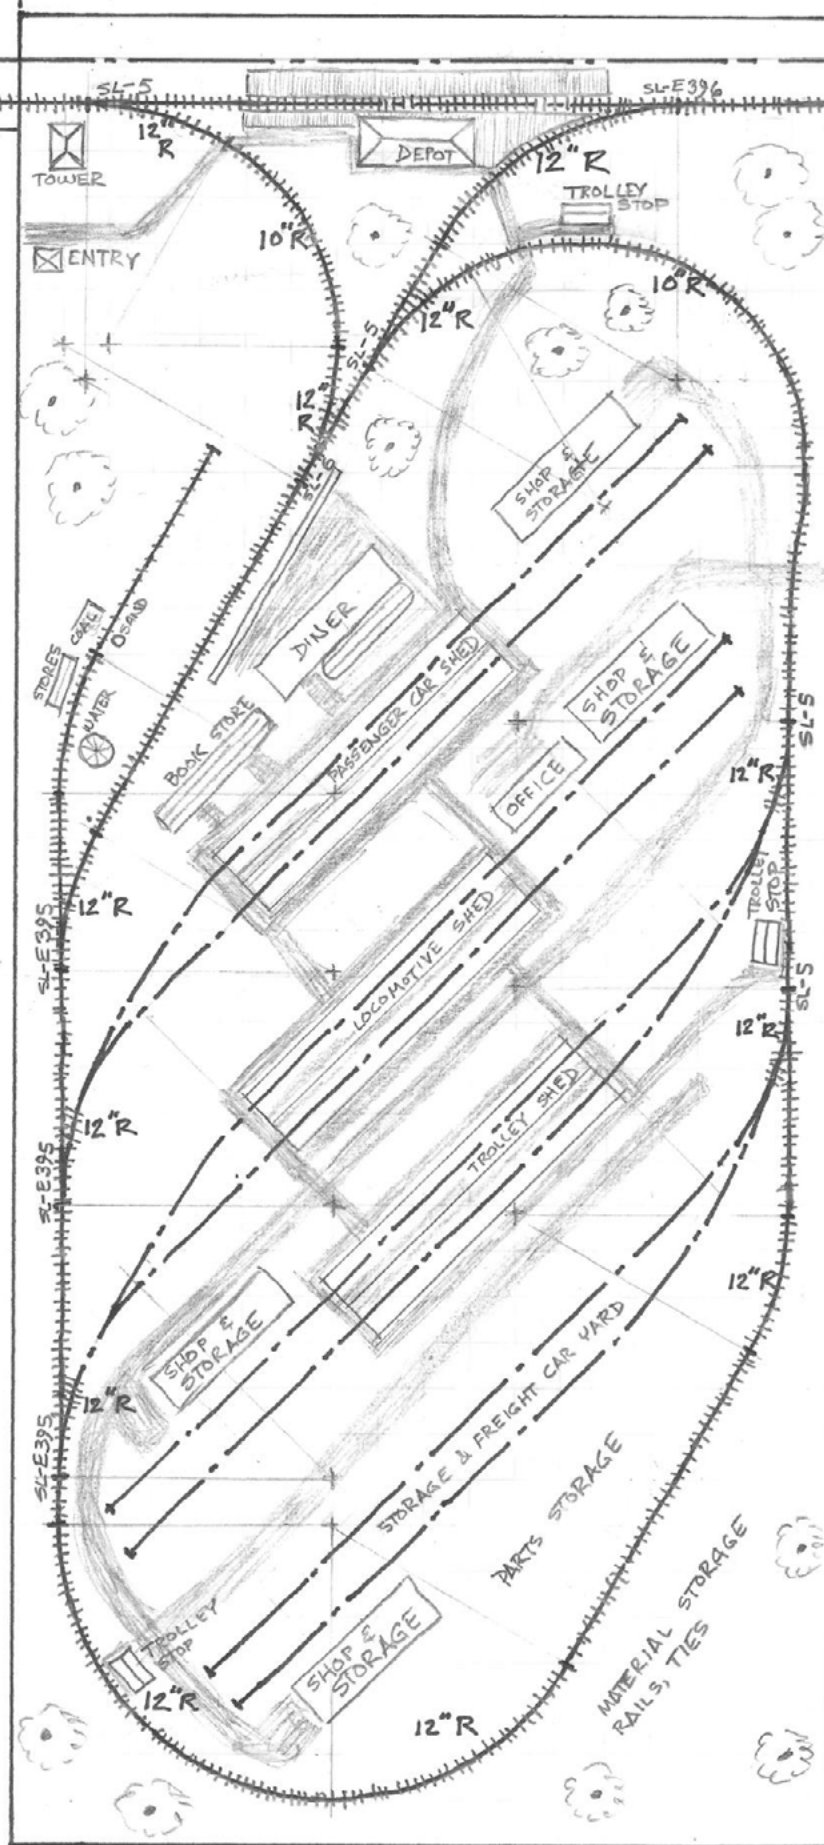 SL-5
SL-E396
12"
R
TOWER
DEPOT
12"R
TROLLEY
STOP
10"R
ENTRY
10"R
12"R
SL-5
12"
R
SL-5
SHOP &
STORAGE
COAL
SAND
STORES
WATER
DINER
BOOK STORE
PASSENGER CAR SHED
SHOP &
STORAGE
OFFICE
SL-5
12"R
12"R
SL-E395
LOCOMOTIVE SHED
TROLLEY
STOP
SL-5
12"R
12"R
SL-E395
TROLLEY SHED
12"R
SHOP &
STORAGE
12"R
SL-E395
STORAGE & FREIGHT CAR YARD
PARTS STORAGE
MATERIAL STORAGE
RAILS, TIES
TROLLEY
STOP
12"R
SHOP &
STORAGE
12"R